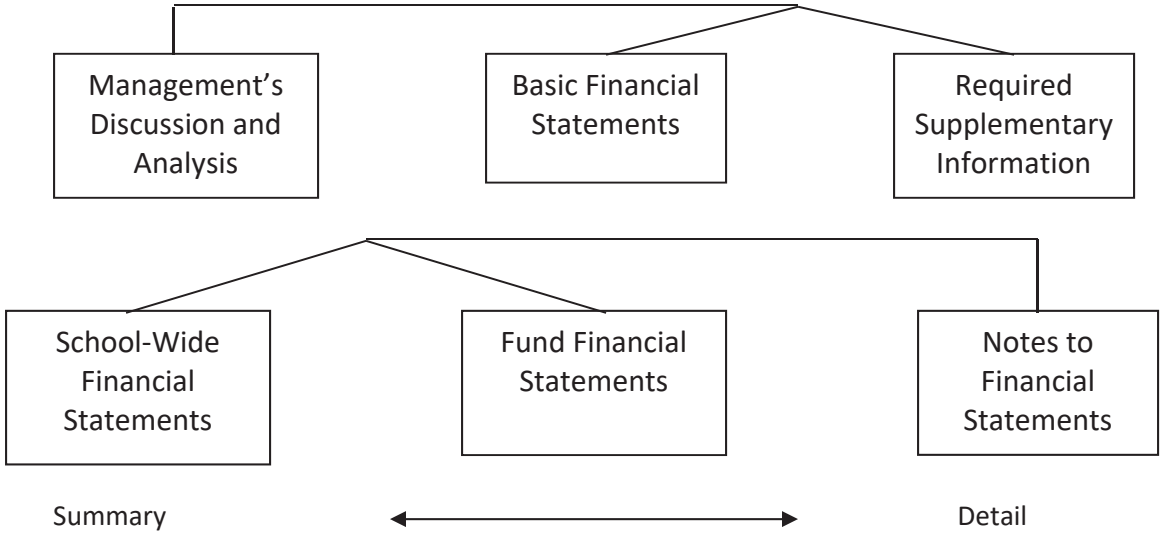 Management’s
Discussion and
Analysis
Basic Financial
Statements
Required
Supplementary
Information
School-Wide
Financial
Statements
Fund Financial
Statements
Notes to
Financial
Statements
Summary
Detail